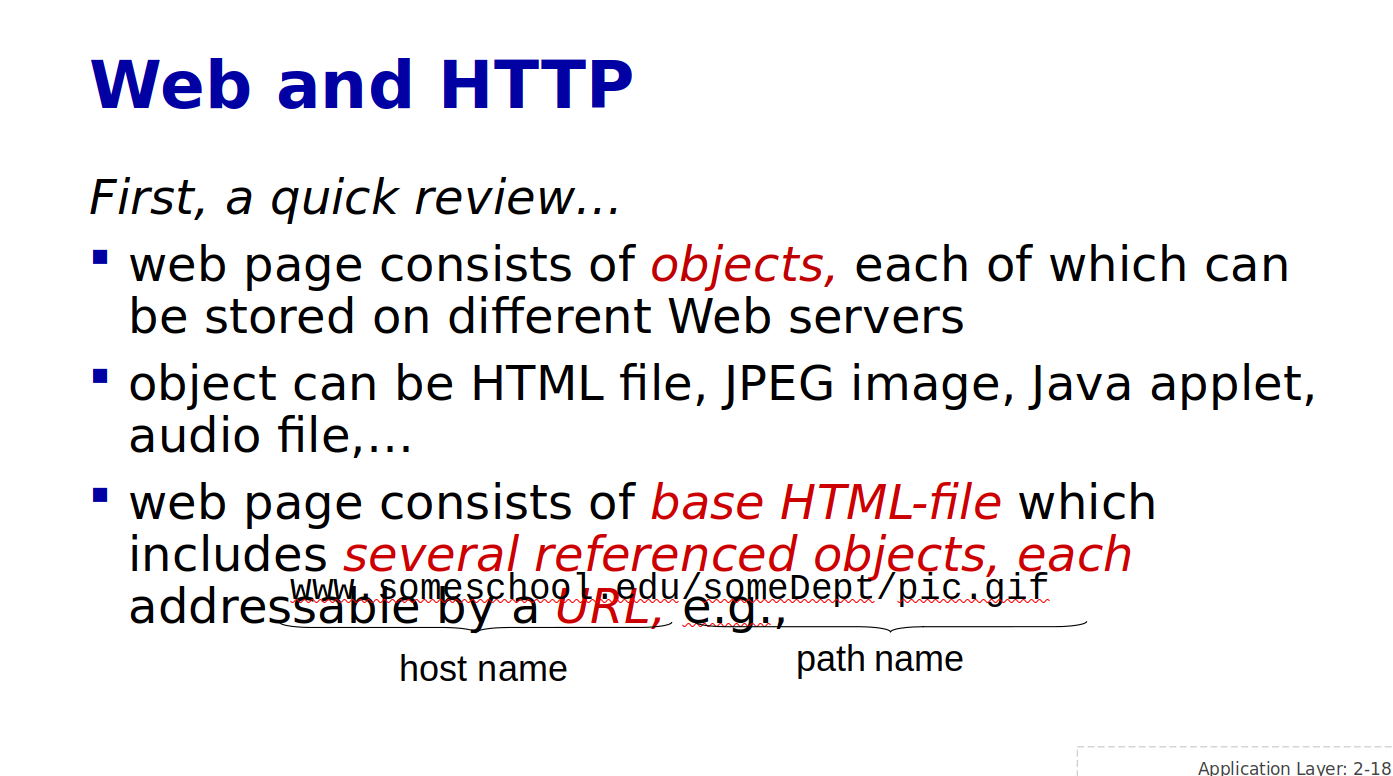 Web and HTTP
First, a quick review…
▪ web page consists of objects, each of which can
be stored on different Web servers
▪ object can be HTML file, JPEG image, Java applet,
audio file,…
▪ web page consists of base HTML-file which
includes several referenced objects, each
addressable by a URL, e.g.,
www.someschool.edu/someDept/pic.gif
host name
path name
Application Layer: 2-18